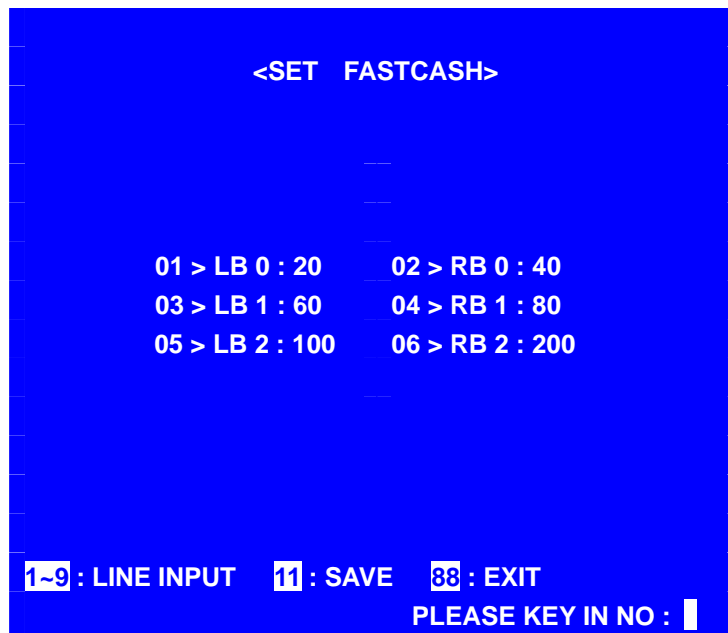 <SET FASTCASH>
01 > LB 0 : 20 02 > RB 0 : 40
03 > LB 1 : 60 04 > RB 1 : 80
05 > LB 2 : 100 06 > RB 2 : 200
1~9 : LINE INPUT 11 : SAVE 88 : EXIT
PLEASE KEY IN NO :